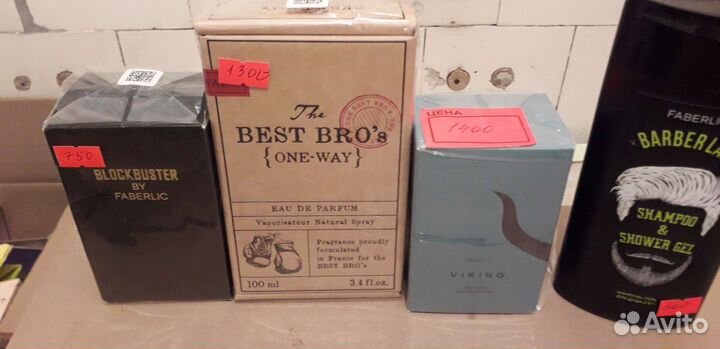 750
BLOCKBUSTER
BY
FABERLIC
1300
The
BEST BRO's
{ONE-WAY}
EAU DE PARFUM
Vaporisateur Natural Spray
Fragrance proudly
formulated
in France for the
BEST BRO's
100 ml
3.4 fl.oz.
ЦЕНА
1400
VIKING
FABERLIC
BARBER LA
SHAMPOO
&
SHOWER GEL
Avito